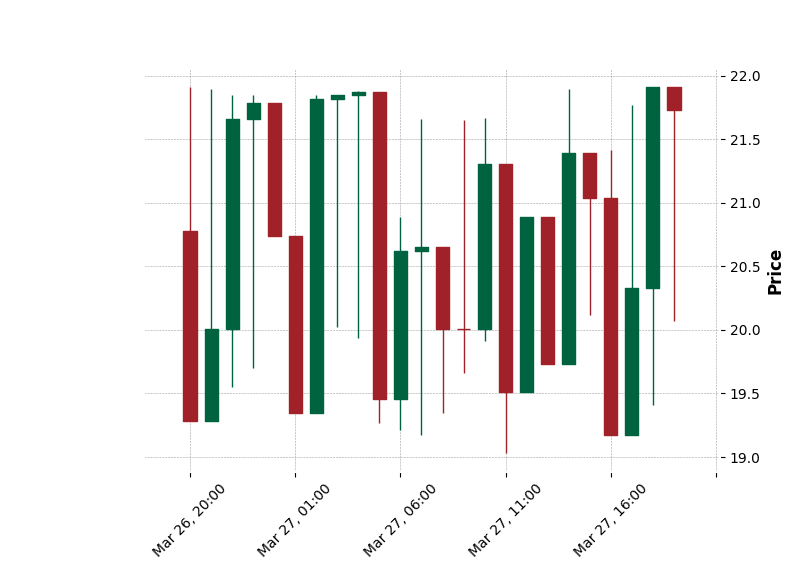 22.0
21.5
21.0
20.5
20.0
19.5
19.0
Price
Mar 26, 20:00
Mar 27, 01:00
Mar 27, 06:00
Mar 27, 11:00
Mar 27, 16:00